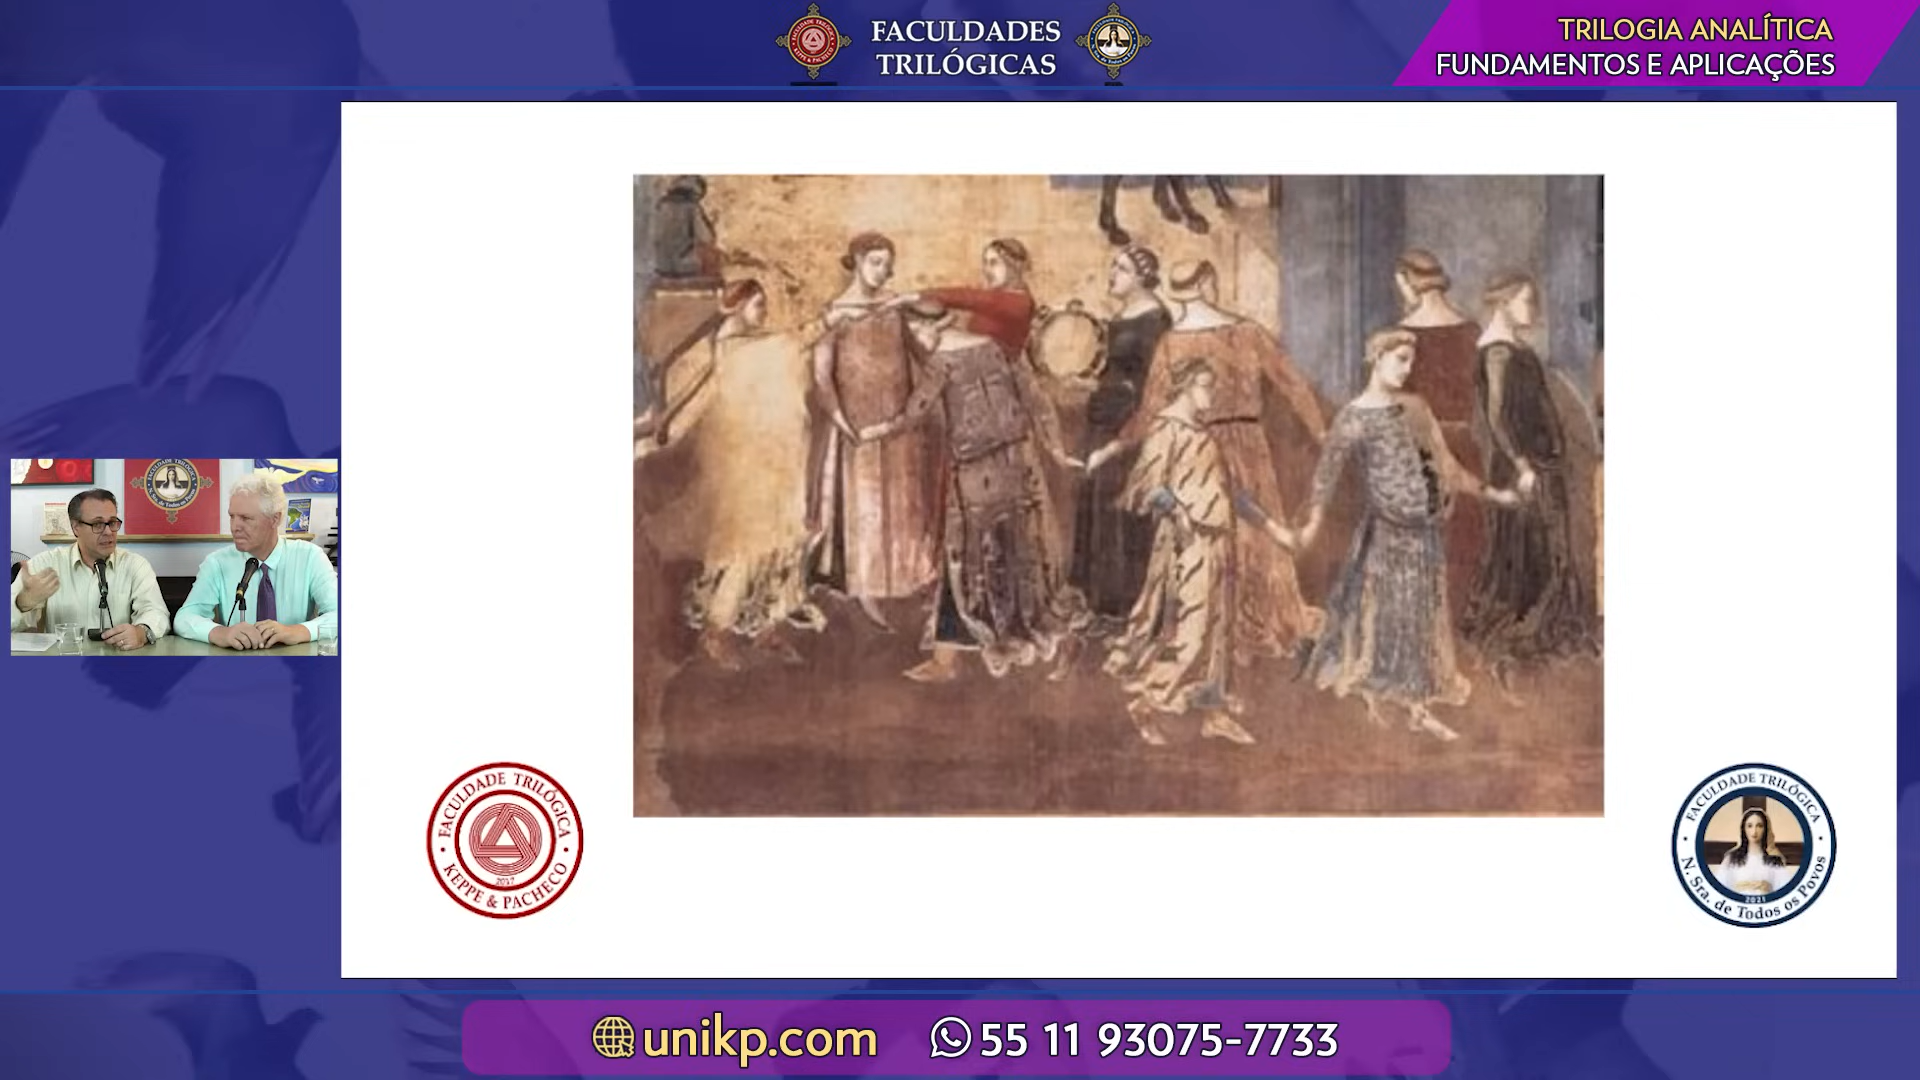 FACULDADES
TRILÓGICAS
TRILOGIA ANALÍTICA
FUNDAMENTOS E APLICAÇÕES
FACULDADE TRILÓGICA
KEPPE & PACHECO
2017
FACULDADE TRILÓGICA
N. Sra. de Todos os Povos
2021
unikp.com
55 11 93075-7733